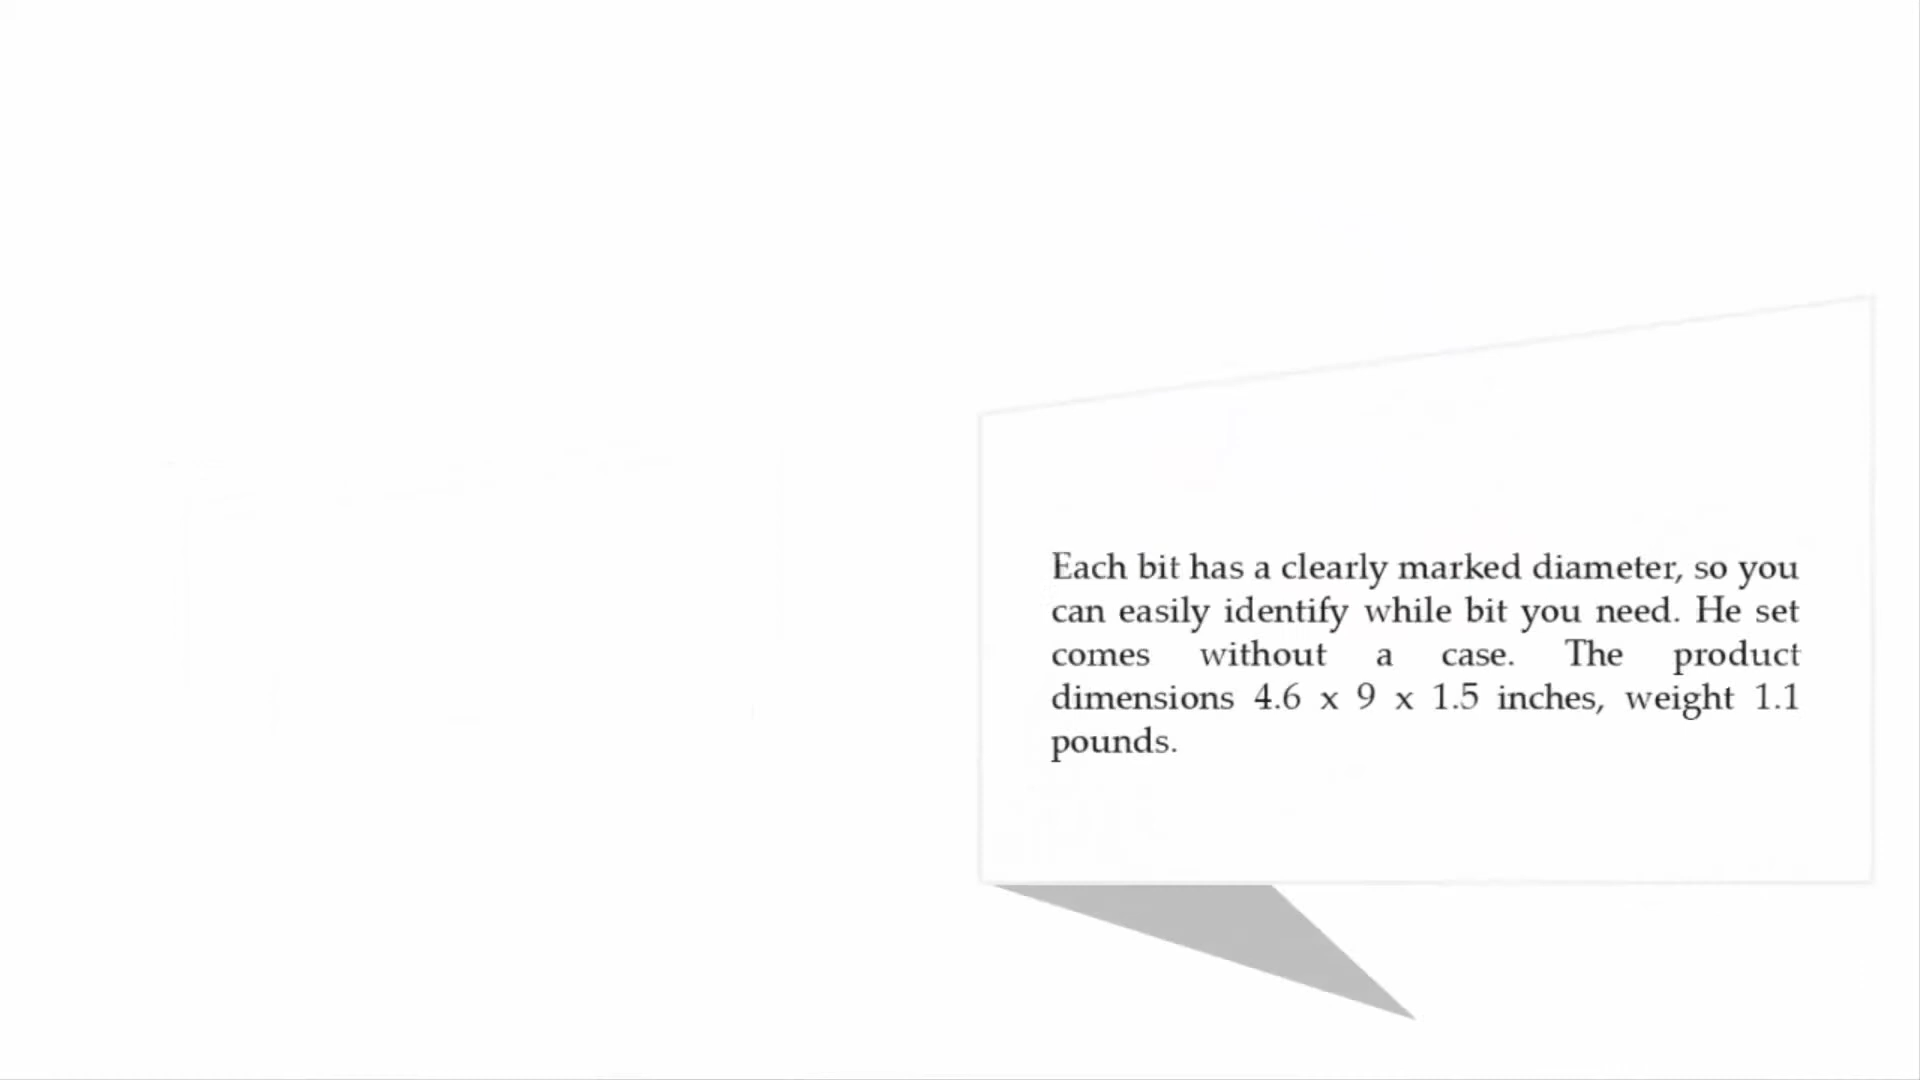 Each bit has a clearly marked diameter, so you
can easily identify while bit you need. He set
comes without a case. The product
dimensions 4.6 x 9 x 1.5 inches, weight 1.1
pounds.